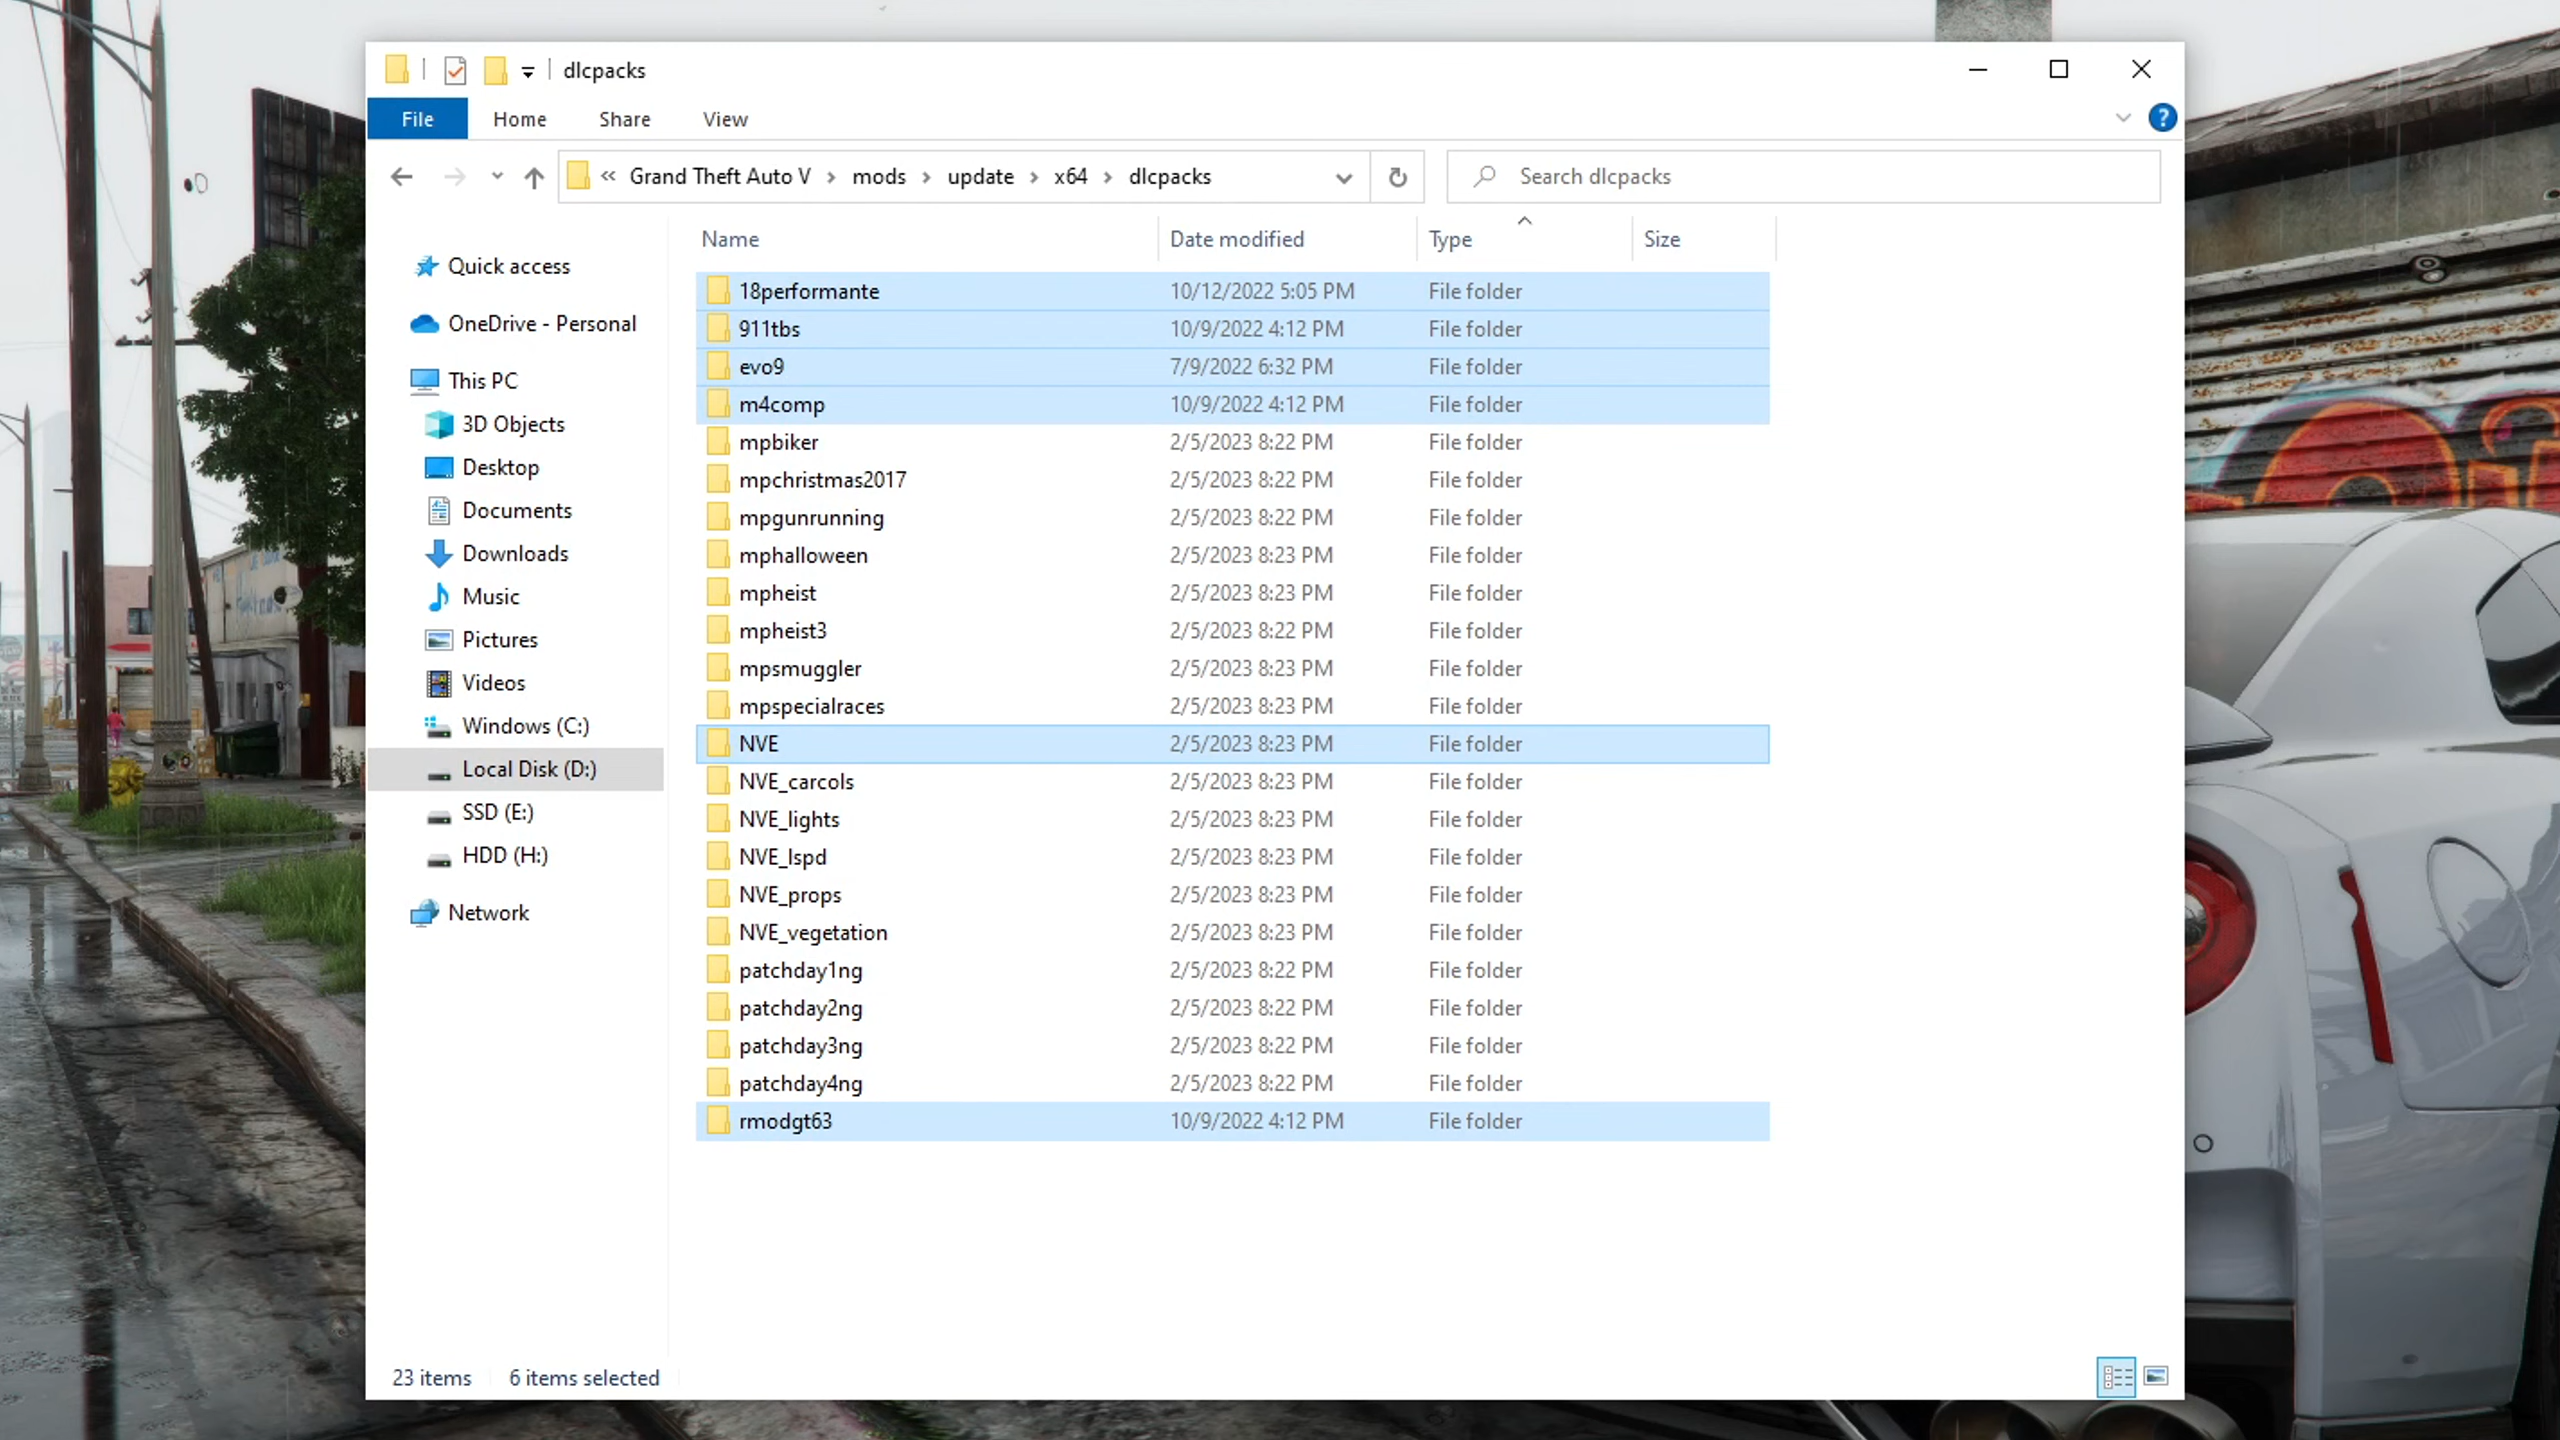 dlcpacks
File Home Share View
?
« Grand Theft Auto V › mods › update › x64 › dlcpacks Search dlcpacks
Name Date modified Type Size
Quick access
OneDrive - Personal
This PC
3D Objects
Desktop
Documents
Downloads
Music
Pictures
Videos
Windows (C:)
Local Disk (D:)
SSD (E:)
HDD (H:)
Network
18performante 10/12/2022 5:05 PM File folder
911tbs 10/9/2022 4:12 PM File folder
evo9 7/9/2022 6:32 PM File folder
m4comp 10/9/2022 4:12 PM File folder
mpbiker 2/5/2023 8:22 PM File folder
mpchristmas2017 2/5/2023 8:22 PM File folder
mpgunrunning 2/5/2023 8:22 PM File folder
mphalloween 2/5/2023 8:23 PM File folder
mpheist 2/5/2023 8:23 PM File folder
mpheist3 2/5/2023 8:22 PM File folder
mpsmuggler 2/5/2023 8:23 PM File folder
mpspecialraces 2/5/2023 8:22 PM File folder
NVE 2/5/2023 8:23 PM File folder
NVE_carcols 2/5/2023 8:23 PM File folder
NVE_lights 2/5/2023 8:23 PM File folder
NVE_lspd 2/5/2023 8:23 PM File folder
NVE_props 2/5/2023 8:23 PM File folder
NVE_vegetation 2/5/2023 8:23 PM File folder
patchday1ng 2/5/2023 8:22 PM File folder
patchday2ng 2/5/2023 8:22 PM File folder
patchday3ng 2/5/2023 8:22 PM File folder
patchday4ng 2/5/2023 8:22 PM File folder
rmodgt63 10/9/2022 4:12 PM File folder
23 items 6 items selected